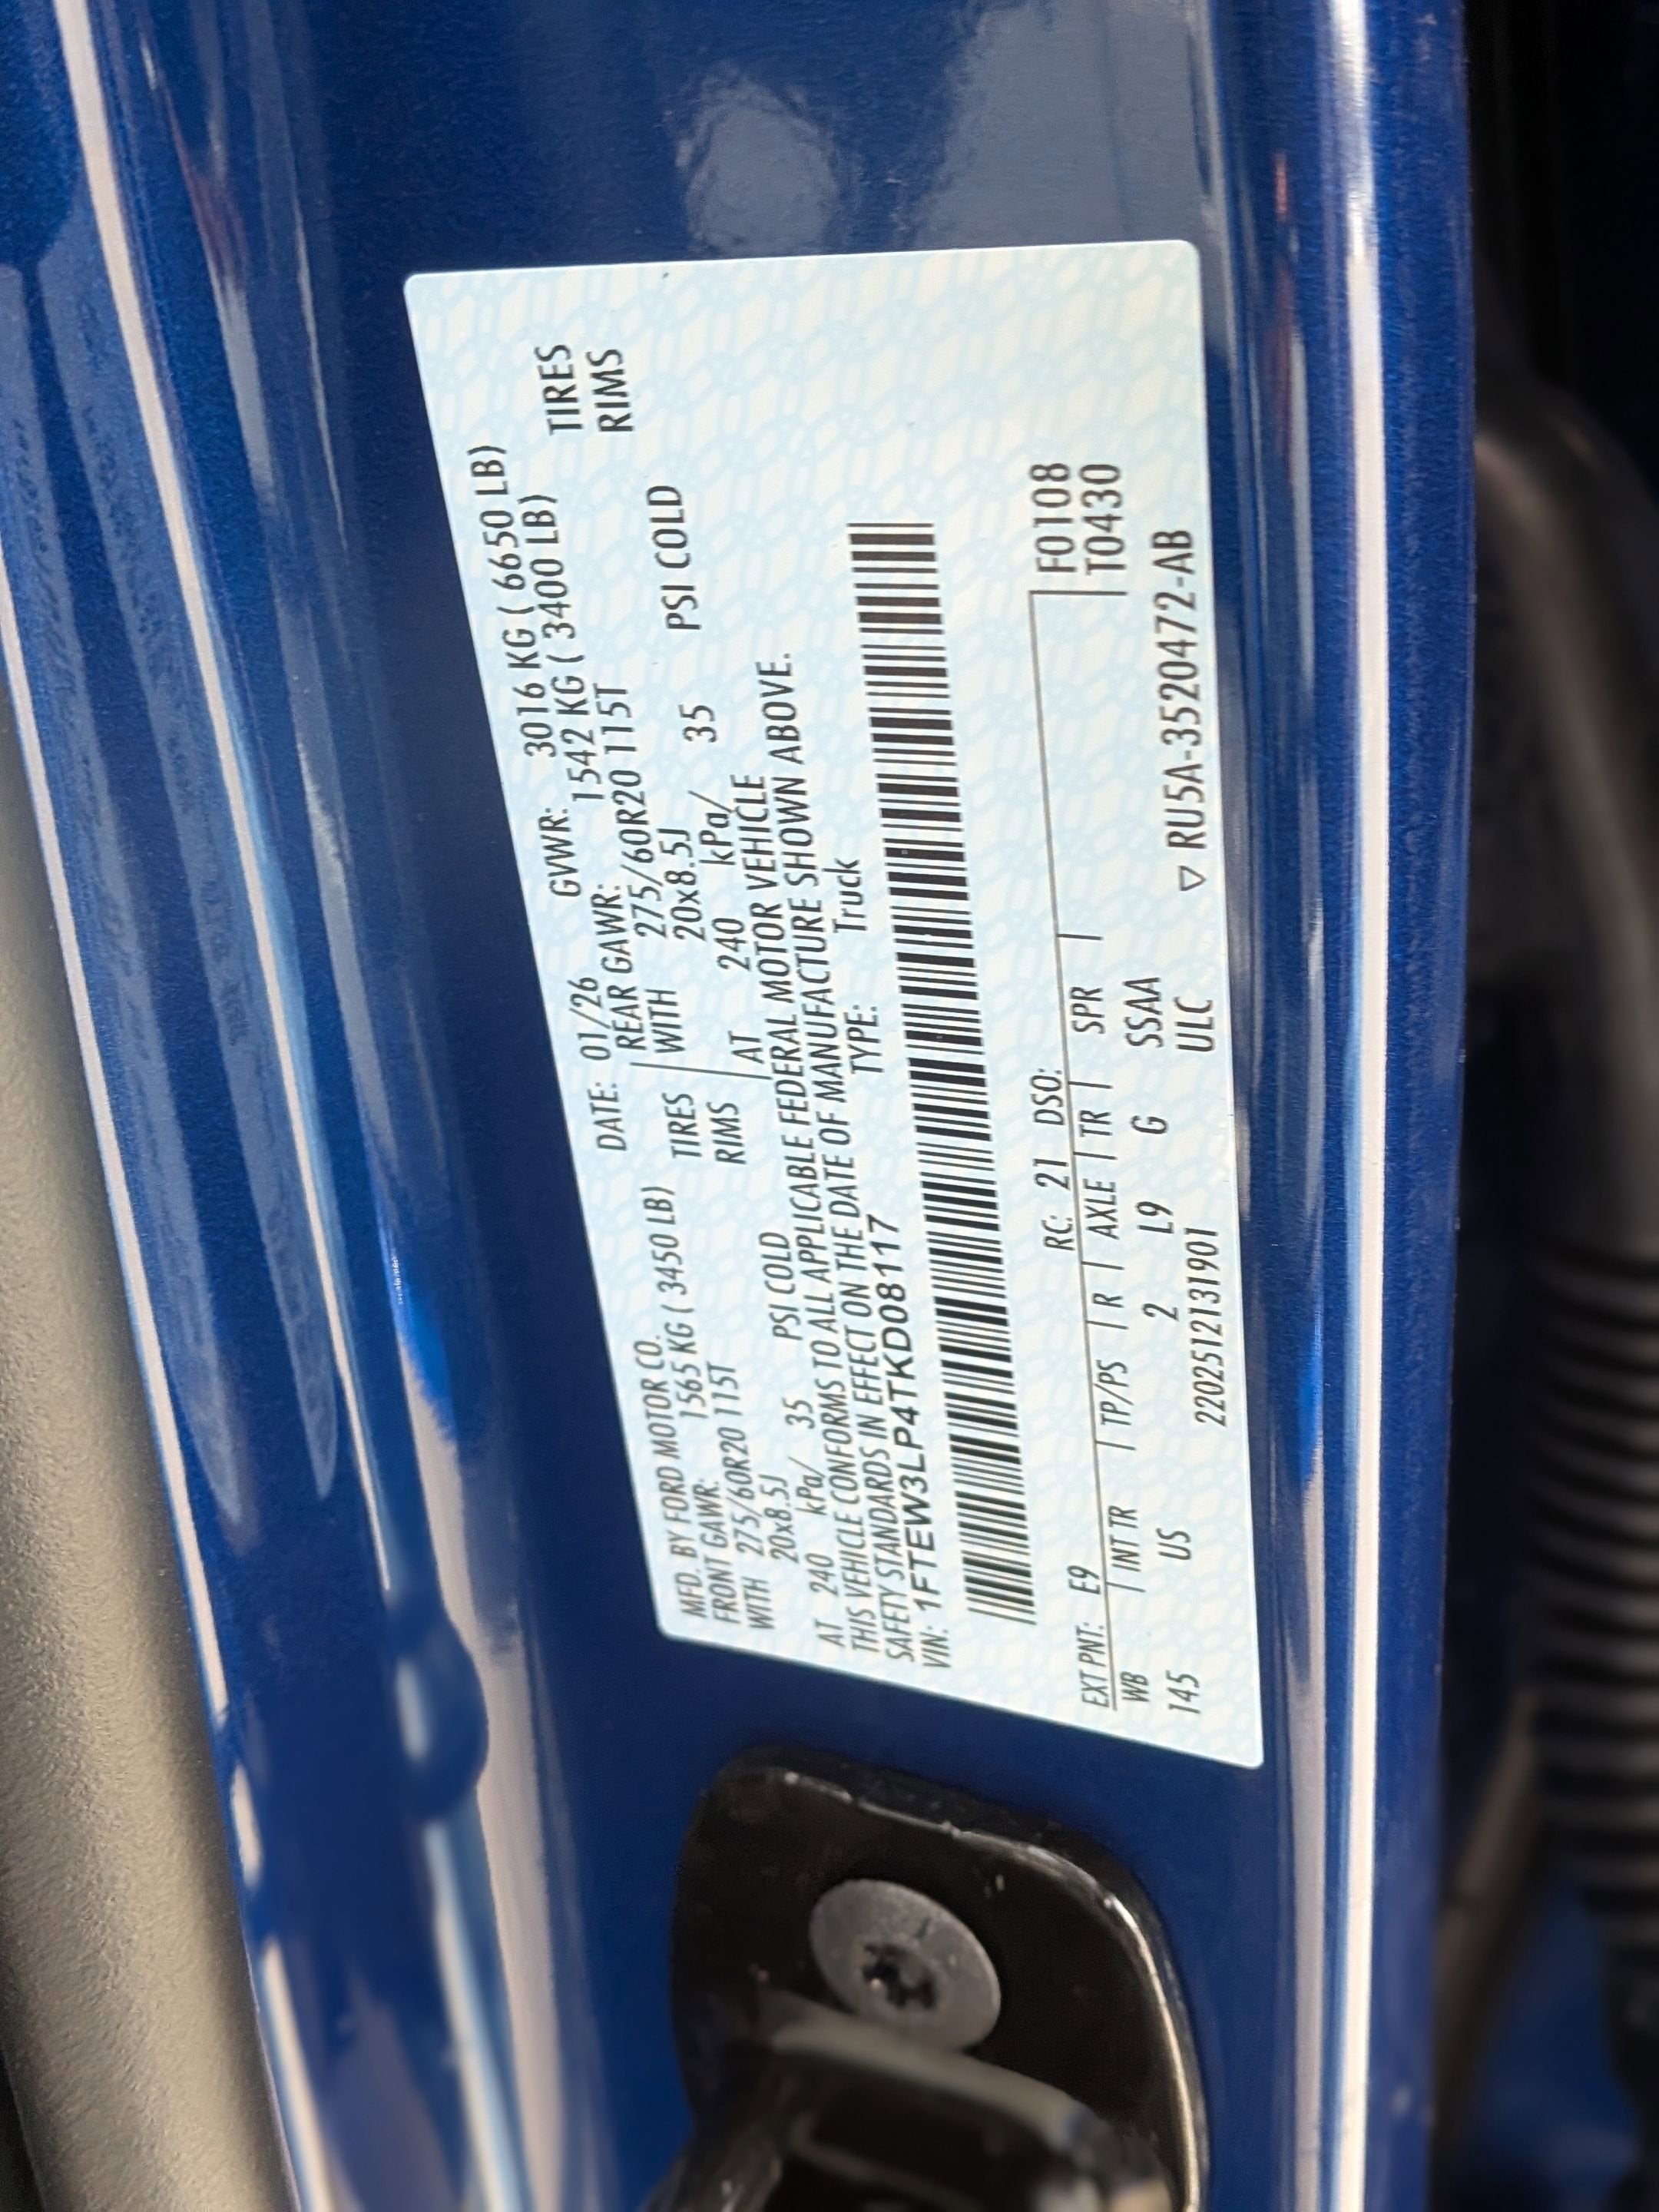 MFD. BY FORD MOTOR CO. DATE: 01/26 GVWR: 3016 KG ( 6650 LB)
FRONT GAWR: 1565 KG ( 3450 LB) REAR GAWR: 1542 KG ( 3400 LB)
WITH 275/60R20 115T TIRES WITH 275/60R20 115T TIRES
20x8.5J RIMS 20x8.5J RIMS
AT 240 kPa/ 35 PSI COLD AT 240 kPa/ 35 PSI COLD
THIS VEHICLE CONFORMS TO ALL APPLICABLE FEDERAL MOTOR VEHICLE
SAFETY STANDARDS IN EFFECT ON THE DATE OF MANUFACTURE SHOWN ABOVE.
VIN: 1FTEW3LP4TKD08117 TYPE: Truck
EXT PNT: E9 RC: 21 DSO: F0108
WB INT TR TP/PS R AXLE TR SPR T0430
145 US 2 L9 G SSAA
2202512131901 ULC ▽ RU5A-3520472-AB